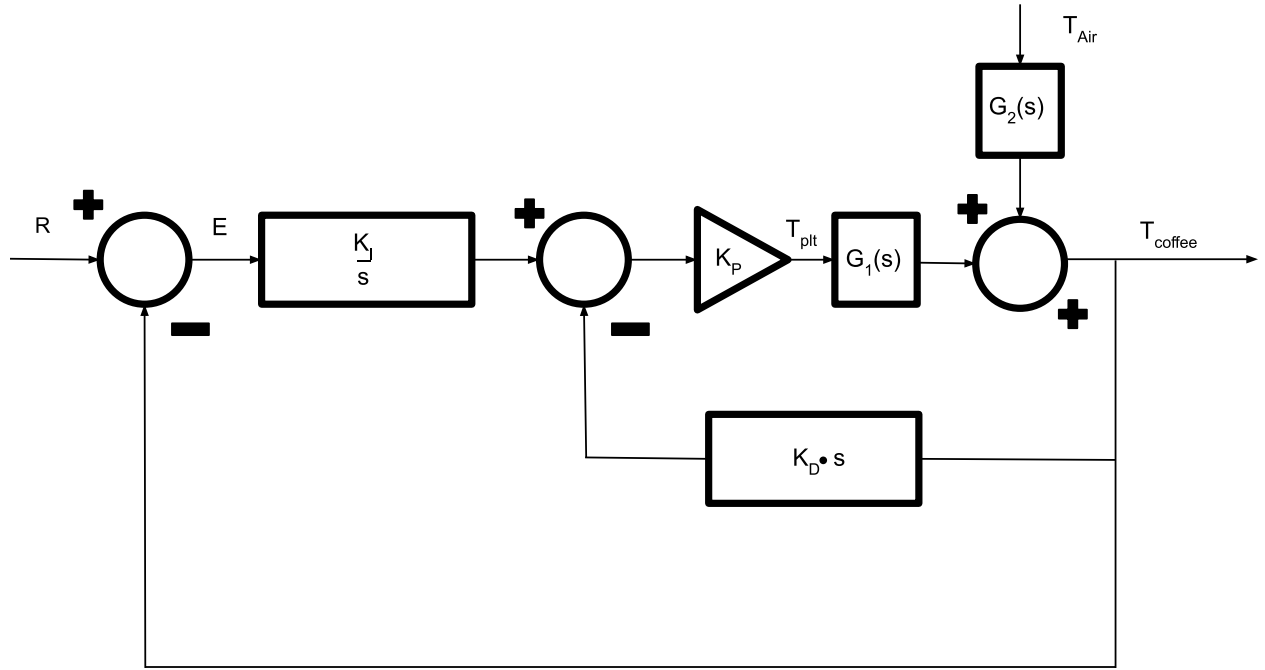 T_Air
G_2(s)
R
E
K_I
s
K_P
T_plt
G_1(s)
T_coffee
K_D • s